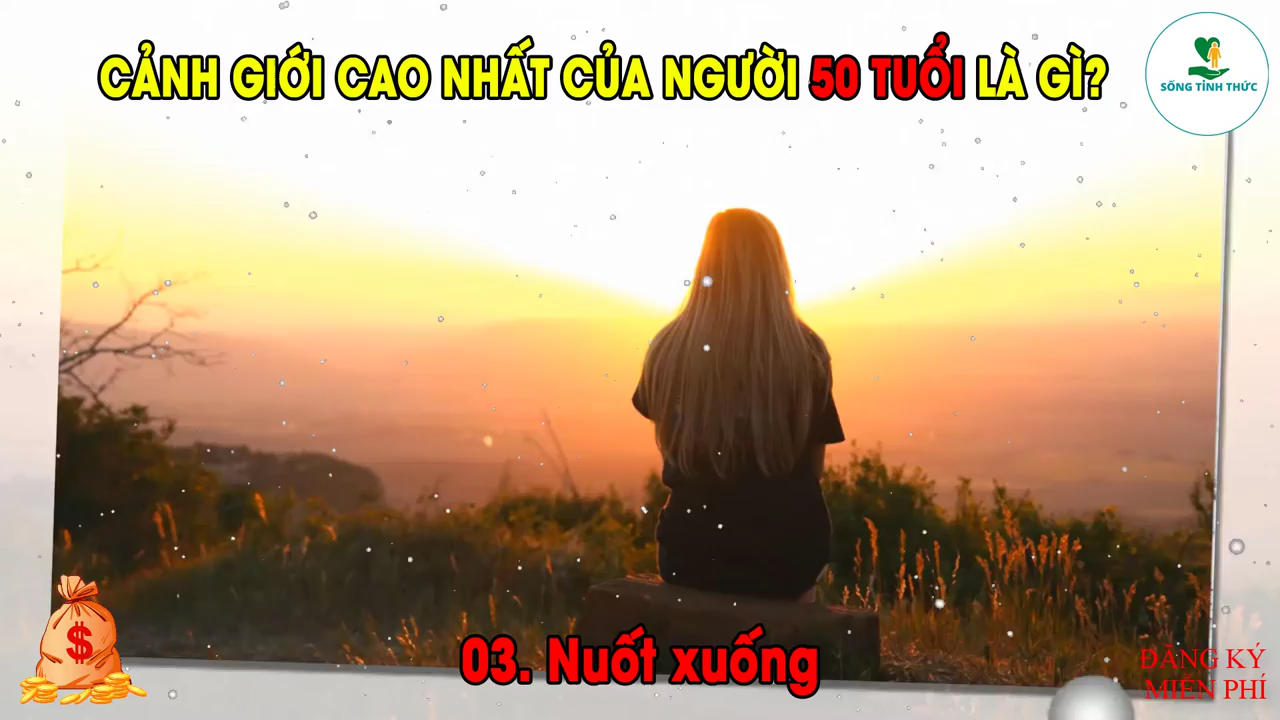 CẢNH GIỚI CAO NHẤT CỦA NGƯỜI 50 TUỔI LÀ GÌ?
SỐNG TỈNH THỨC
$
03. Nuốt xuống
ĐĂNG KÝ
MIỄN PHÍ